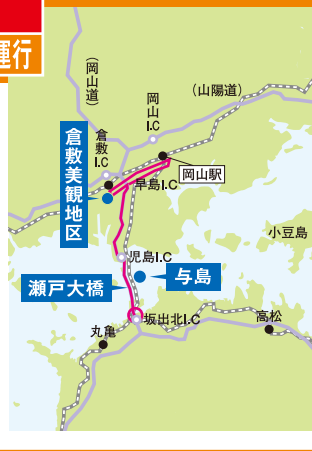 運行
(岡山道)
岡山
I.C
(山陽道)
倉敷
I.C
倉敷美観地区
岡山駅
早島I.C
小豆島
児島I.C
与島
瀬戸大橋
坂出北I.C
高松
丸亀